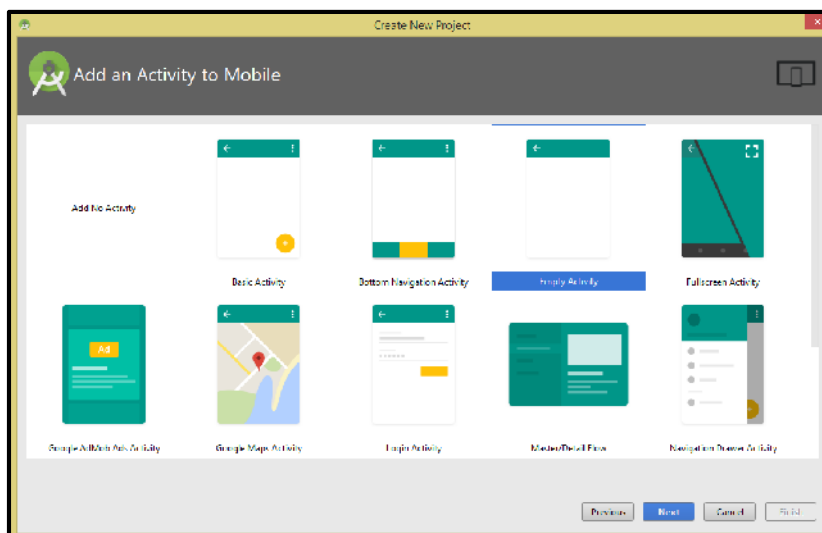 Create New Project
Add an Activity to Mobile
Add No Activity
Basic Activity
Bottom Navigation Activity
Empty Activity
Fullscreen Activity
Ad
Google AdMob Ads Activity
Google Maps Activity
Login Activity
Master/Detail Flow
Navigation Drawer Activity
Previous
Next
Cancel
Finish